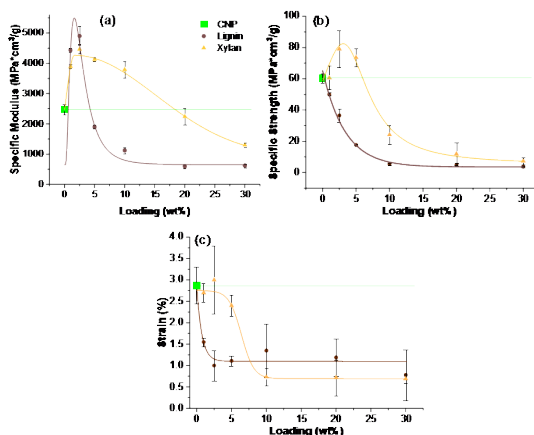 (a)
CNP
Lignin
Xylan
Specific Modulus (MPa*cm³/g)
5500
5000
4000
3000
2000
1000
0
0 5 10 15 20 25 30
Loading (wt%)
(b)
Specific Strength (MPa*cm³/g)
100
80
60
40
20
0
0 5 10 15 20 25 30
Loading (wt%)
(c)
Strain (%)
4.0
3.5
3.0
2.5
2.0
1.5
1.0
0.5
0.0
0 5 10 15 20 25 30
Loading (wt%)